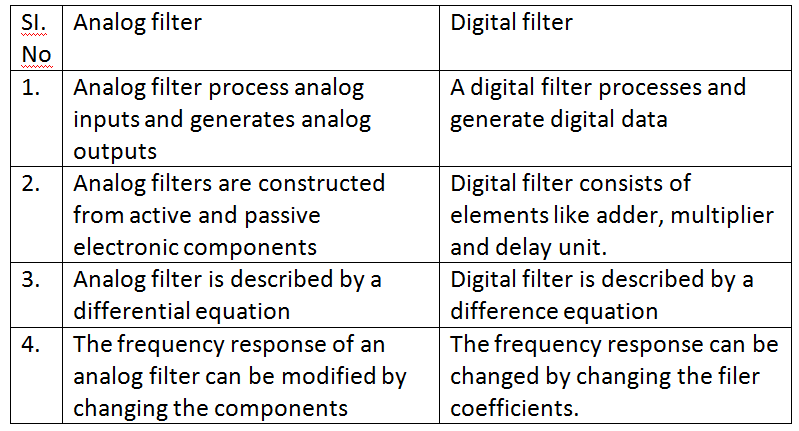 Sl. Analog filter Digital filter
No
1. Analog filter process analog A digital filter processes and
inputs and generates analog generate digital data
outputs
2. Analog filters are constructed Digital filter consists of
from active and passive elements like adder, multiplier
electronic components and delay unit.
3. Analog filter is described by a Digital filter is described by a
differential equation difference equation
4. The frequency response of an The frequency response can be
analog filter can be modified by changed by changing the filer
changing the components coefficients.